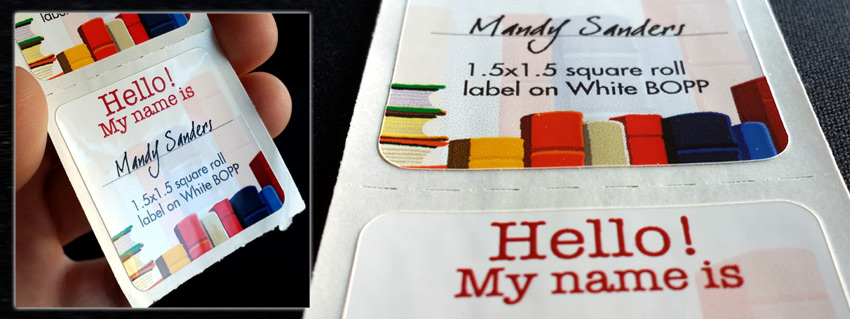 Hello!
My name is
Mandy Sanders
1.5x1.5 square roll
label on White BOPP
Mandy Sanders
1.5x1.5 square roll
label on White BOPP
Hello!
My name is